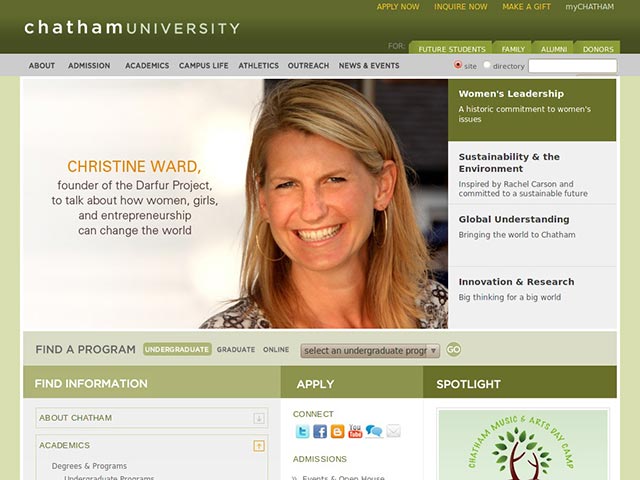 APPLY NOW INQUIRE NOW MAKE A GIFT myCHATHAM
chathamUNIVERSITY
FOR: FUTURE STUDENTS FAMILY ALUMNI DONORS
ABOUT ADMISSION ACADEMICS CAMPUS LIFE ATHLETICS OUTREACH NEWS & EVENTS site directory
CHRISTINE WARD,
founder of the Darfur Project,
to talk about how women, girls,
and entrepreneurship
can change the world
Women's Leadership
A historic commitment to women's
issues
Sustainability & the
Environment
Inspired by Rachel Carson and
committed to a sustainable future
Global Understanding
Bringing the world to Chatham
Innovation & Research
Big thinking for a big world
FIND A PROGRAM UNDERGRADUATE GRADUATE ONLINE select an undergraduate progr GO
FIND INFORMATION
ABOUT CHATHAM
ACADEMICS
Degrees & Programs
Undergraduate Programs
APPLY
CONNECT
You Tube
ADMISSIONS
» Events & Open House
SPOTLIGHT
CHATHAM MUSIC & ARTS DAY CAMP